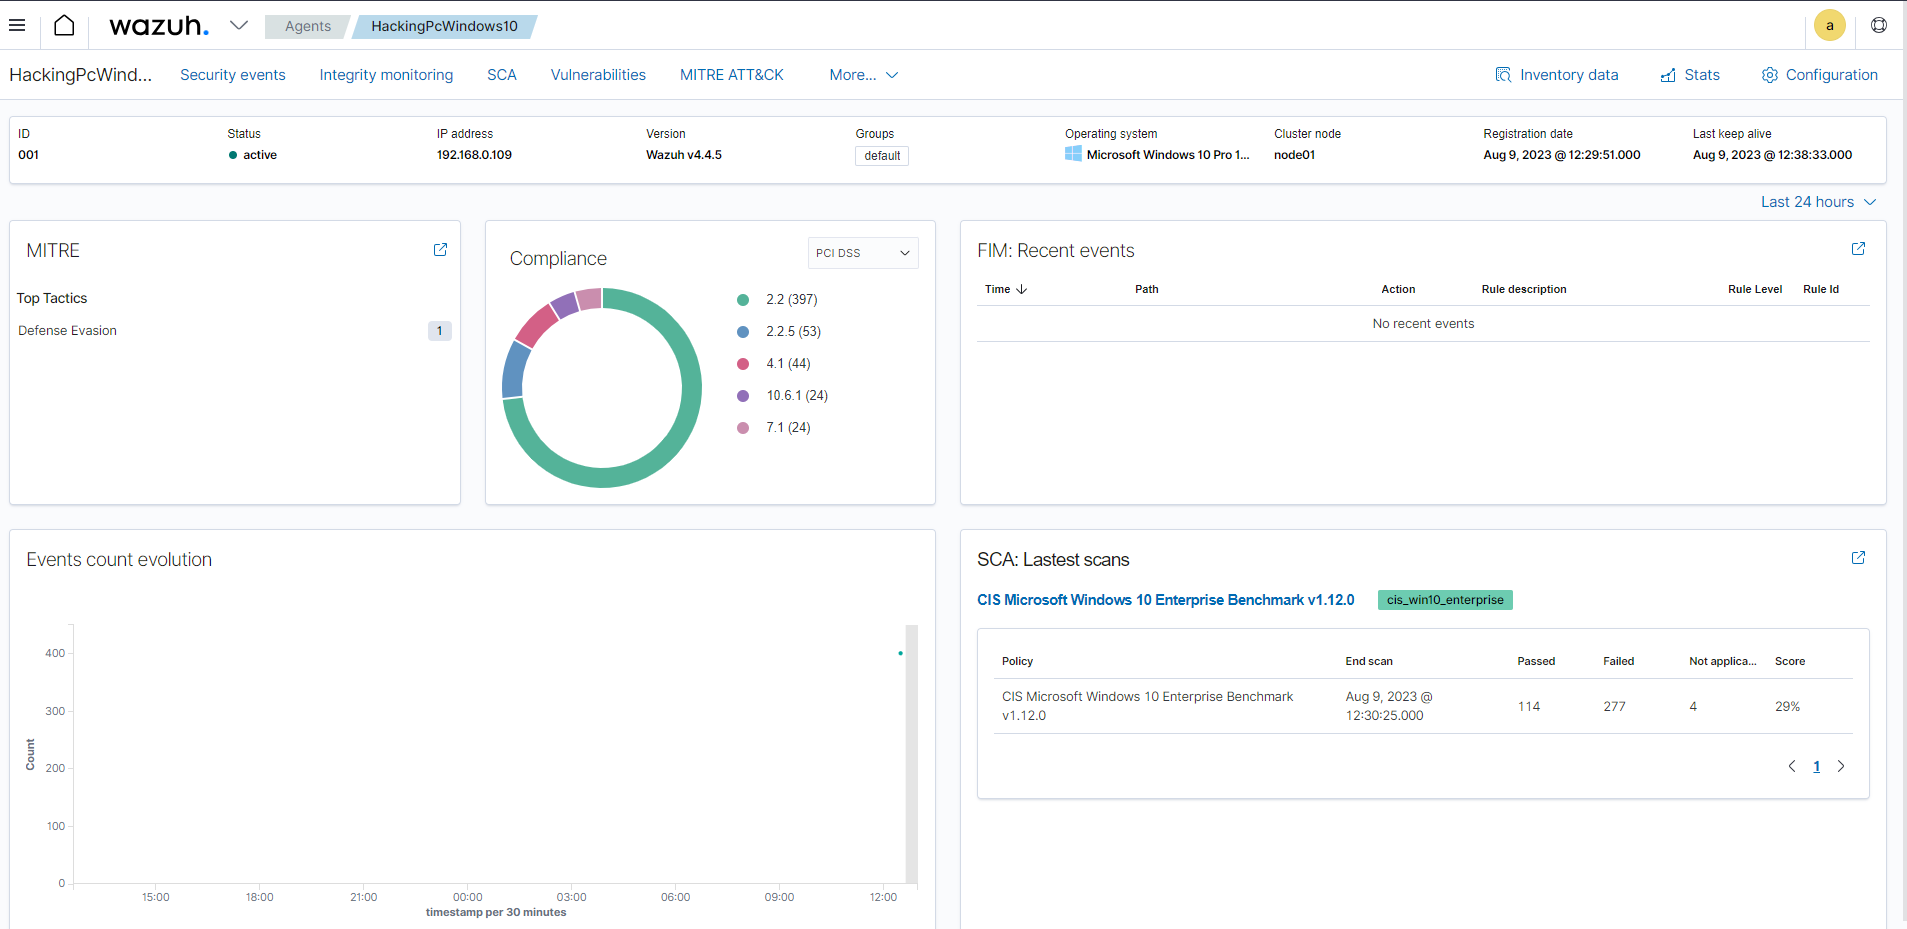 wazuh.
Agents
HackingPcWindows10
a
HackingPcWind...
Security events
Integrity monitoring
SCA
Vulnerabilities
MITRE ATT&CK
More...
Inventory data
Stats
Configuration
ID
001
Status
active
IP address
192.168.0.109
Version
Wazuh v4.4.5
Groups
default
Operating system
Microsoft Windows 10 Pro 1...
Cluster node
node01
Registration date
Aug 9, 2023 @ 12:29:51.000
Last keep alive
Aug 9, 2023 @ 12:38:33.000
Last 24 hours
MITRE
Top Tactics
Defense Evasion
1
Compliance
PCI DSS
2.2 (397)
2.2.5 (53)
4.1 (44)
10.6.1 (24)
7.1 (24)
FIM: Recent events
Time
Path
Action
Rule description
Rule Level
Rule Id
No recent events
Events count evolution
Count
400
300
200
100
0
15:00
18:00
21:00
00:00
03:00
06:00
09:00
12:00
timestamp per 30 minutes
SCA: Lastest scans
CIS Microsoft Windows 10 Enterprise Benchmark v1.12.0
cis_win10_enterprise
Policy
End scan
Passed
Failed
Not applica...
Score
CIS Microsoft Windows 10 Enterprise Benchmark
v1.12.0
Aug 9, 2023 @
12:30:25.000
114
277
4
29%
1